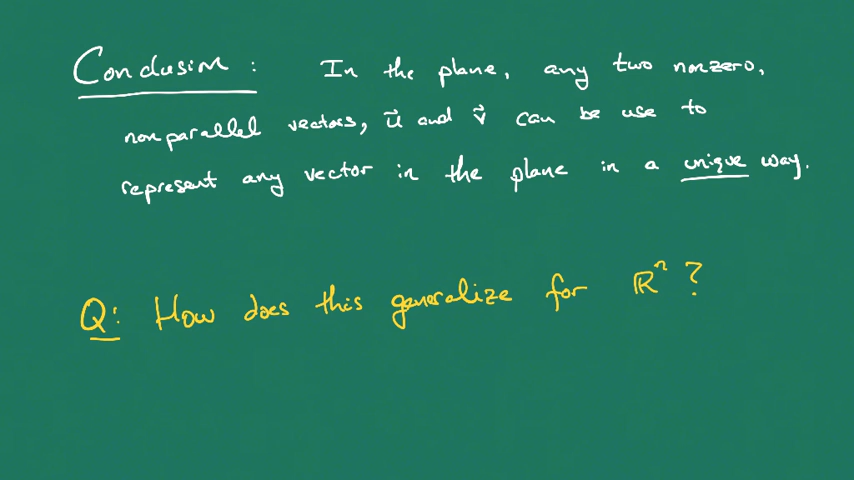 Conclusion: In the plane, any two nonzero,
nonparallel vectors, u⃗ and v⃗ can be use to
represent any vector in the plane in a unique way.
Q: How does this generalize for ℝⁿ?